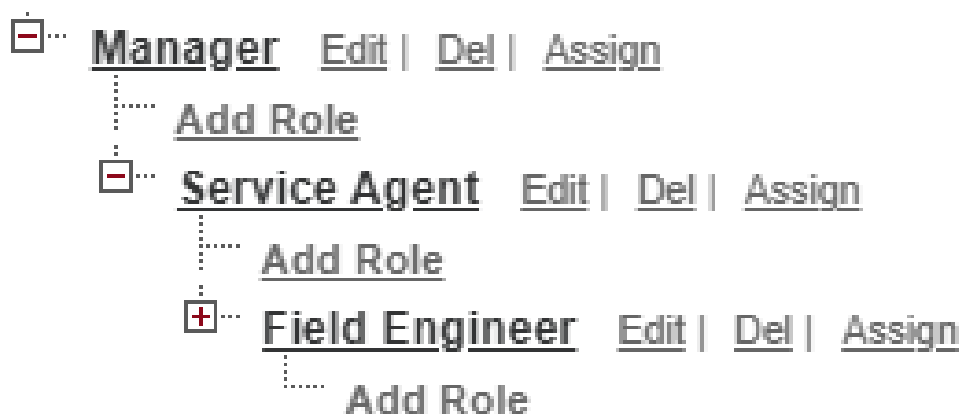 Manager Edit | Del | Assign
Add Role
Service Agent Edit | Del | Assign
Add Role
Field Engineer Edit | Del | Assign
Add Role